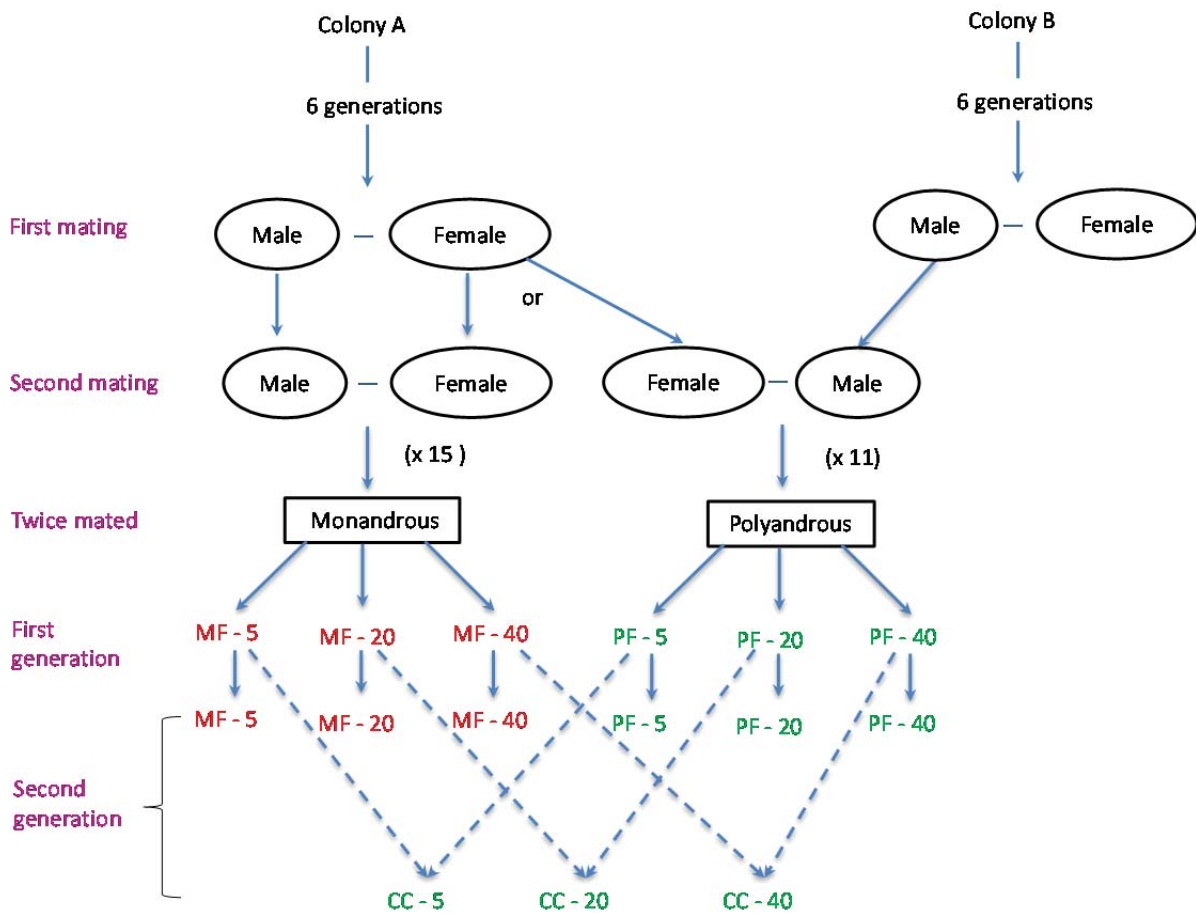 Colony A
Colony B
6 generations
6 generations
First mating
Male
Female
Male
Female
or
Second mating
Male
Female
Female
Male
(x 15 )
(x 11)
Twice mated
Monandrous
Polyandrous
First
generation
MF - 5
MF - 20
MF - 40
PF - 5
PF - 20
PF - 40
MF - 5
MF - 20
MF - 40
PF - 5
PF - 20
PF - 40
Second
generation
CC - 5
CC - 20
CC - 40